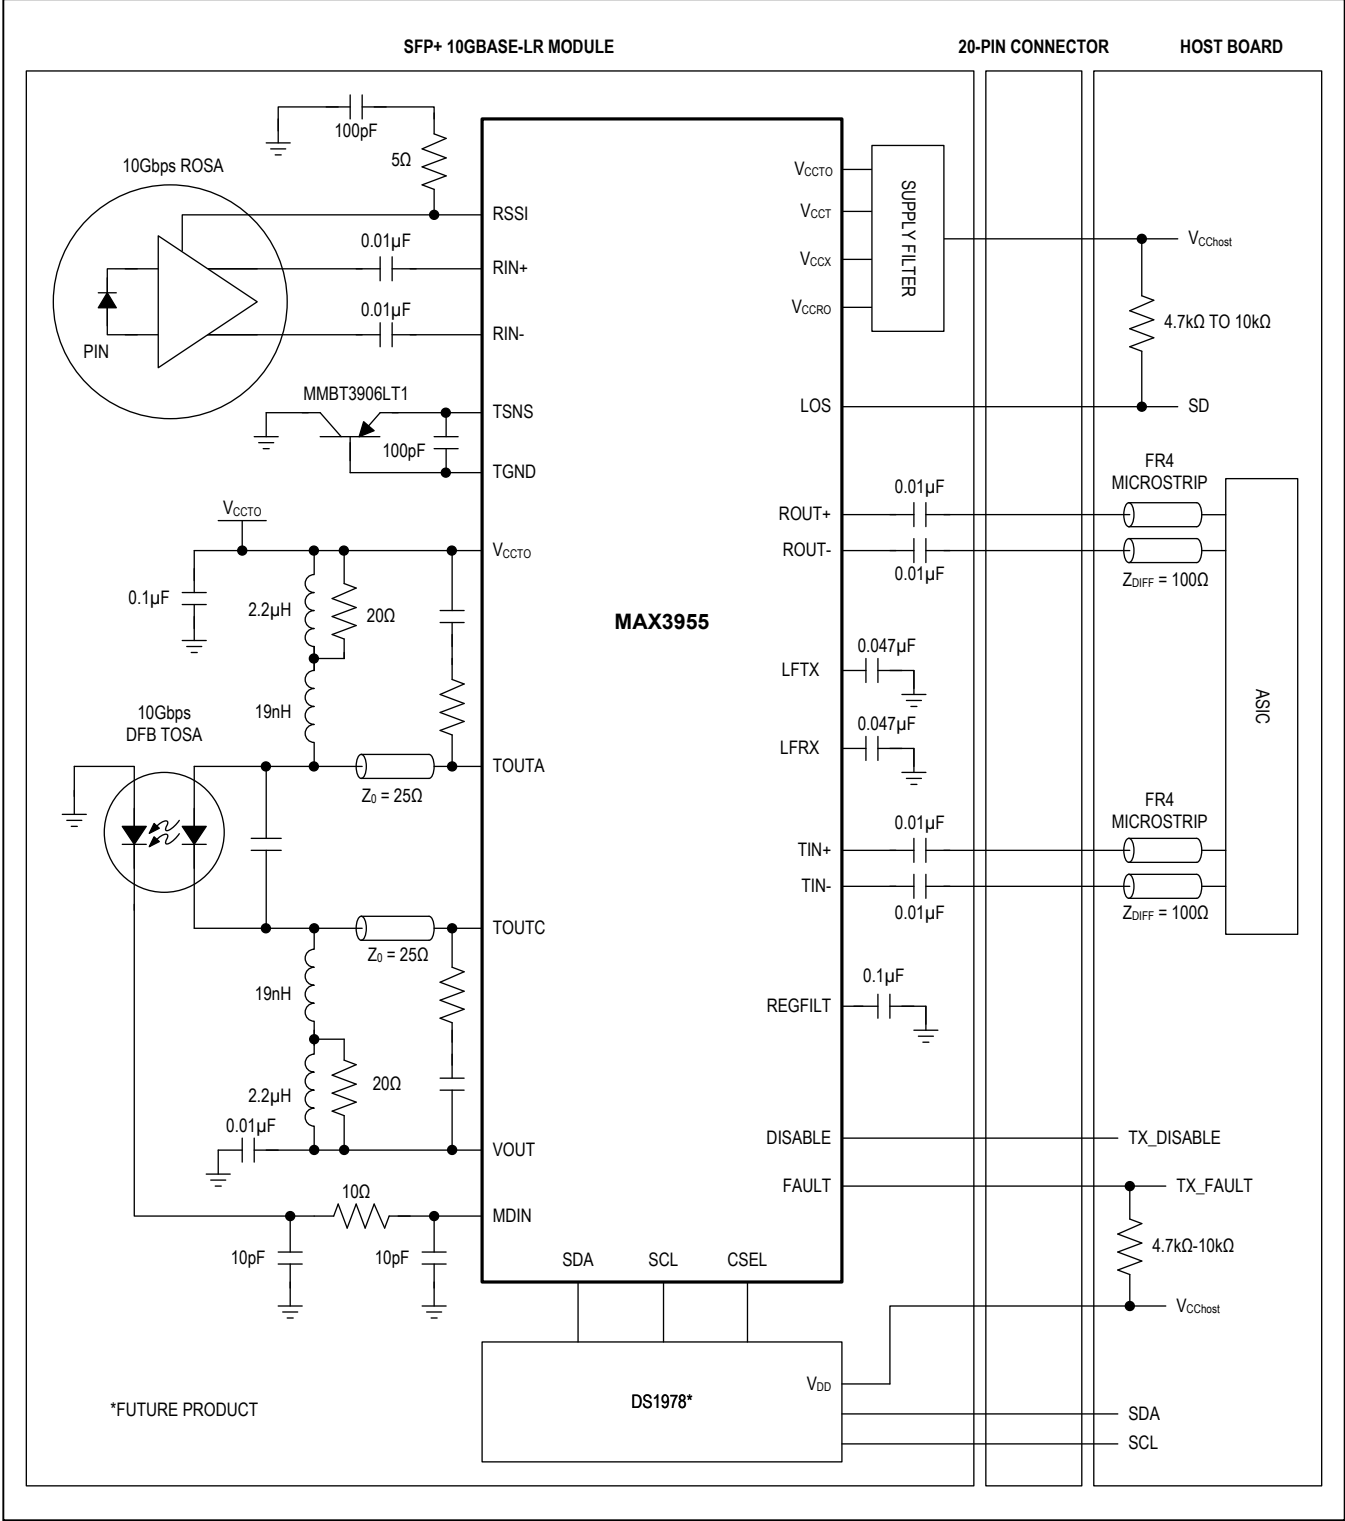 SFP+ 10GBASE-LR MODULE
20-PIN CONNECTOR
HOST BOARD
100pF
5Ω
10Gbps ROSA
PIN
0.01µF
0.01µF
RSSI
RIN+
RIN-
MMBT3906LT1
100pF
TSNS
TGND
VCCTO
VCCTO
0.1µF
2.2µH
20Ω
19nH
10Gbps
DFB TOSA
Z0 = 25Ω
TOUTA
TOUTC
Z0 = 25Ω
19nH
2.2µH
20Ω
0.01µF
VOUT
10Ω
MDIN
10pF
10pF
MAX3955
VCCTO
VCCT
VCCX
VCCRO
SUPPLY FILTER
VCChost
4.7kΩ TO 10kΩ
LOS
SD
FR4
MICROSTRIP
0.01µF
ROUT+
ROUT-
0.01µF
ZDIFF = 100Ω
0.047µF
LFTX
0.047µF
LFRX
ASIC
FR4
MICROSTRIP
0.01µF
TIN+
TIN-
0.01µF
ZDIFF = 100Ω
0.1µF
REGFILT
DISABLE
TX_DISABLE
FAULT
TX_FAULT
4.7kΩ-10kΩ
VCChost
SDA
SCL
CSEL
DS1978*
VDD
SDA
SCL
*FUTURE PRODUCT